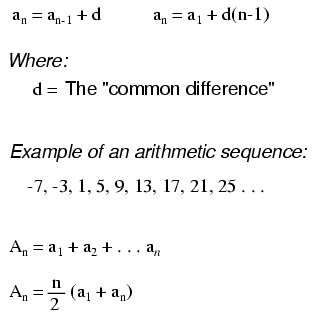 aₙ = aₙ₋₁ + d aₙ = a₁ + d(n-1)
Where:
d = The "common difference"
Example of an arithmetic sequence:
-7, -3, 1, 5, 9, 13, 17, 21, 25 . . .
Aₙ = a₁ + a₂ + . . . aₙ
Aₙ = n/2 (a₁ + aₙ)